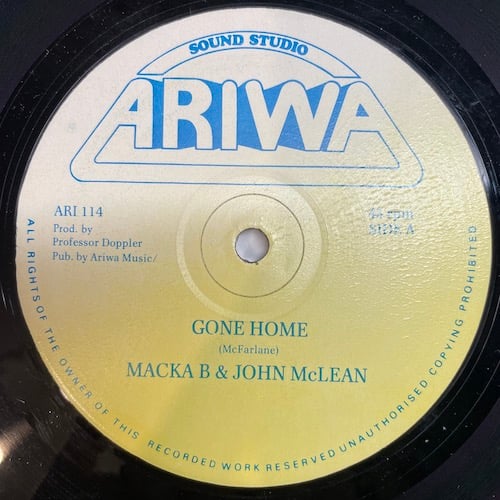 SOUND STUDIO
ARIWA
ARI 114
Prod. by
Professor Doppler
Pub. by Ariwa Music/
rpm
SIDE A
GONE HOME
(McFarlane)
MACKA B & JOHN McLEAN
ALL RIGHTS OF THE OWNER OF THIS RECORDED WORK RESERVED UNAUTHORISED COPYING PROHIBITED